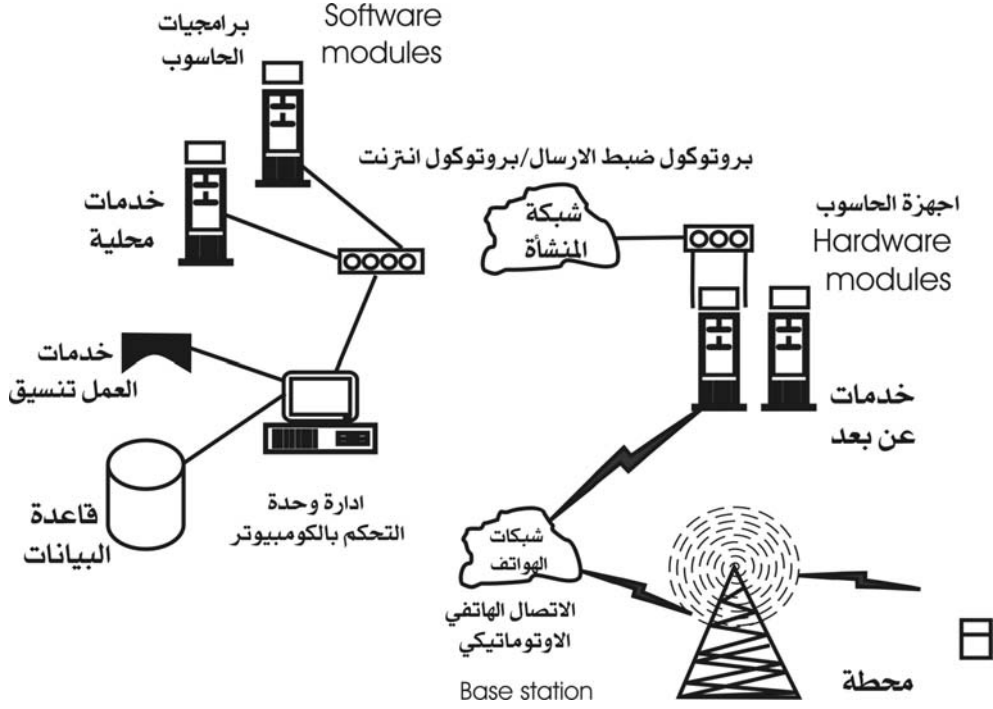 برامجيات
الحاسوب
Software
modules
خدمات
محلية
بروتوكول ضبط الارسال/بروتوكول انترنت
شبكة
المنشأة
اجهزة الحاسوب
Hardware
modules
خدمات
العمل تنسيق
خدمات
عن بعد
قاعدة
البيانات
ادارة وحدة
التحكم بالكومبيوتر
شبكات
الهواتف
الاتصال الهاتفي
الاوتوماتيكي
Base station
محطة